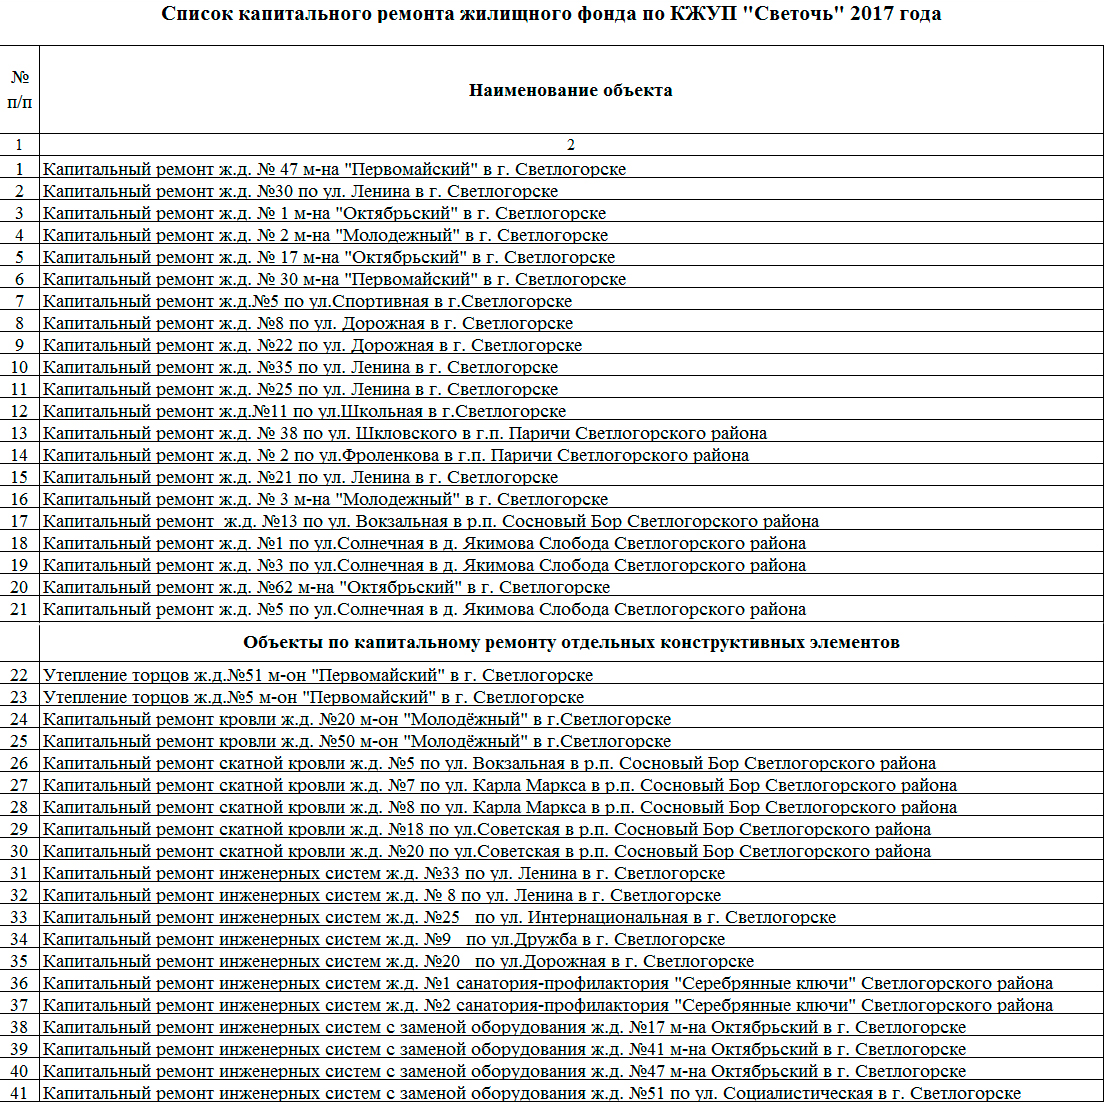 Список капитального ремонта жилищного фонда по КЖУП "Светочь" 2017 года
№ п/п Наименование объекта
1 2
1 Капитальный ремонт ж.д. № 47 м-на "Первомайский" в г. Светлогорске
2 Капитальный ремонт ж.д. №30 по ул. Ленина в г. Светлогорске
3 Капитальный ремонт ж.д. № 1 м-на "Октябрьский" в г. Светлогорске
4 Капитальный ремонт ж.д. № 2 м-на "Молодежный" в г. Светлогорске
5 Капитальный ремонт ж.д. № 17 м-на "Октябрьский" в г. Светлогорске
6 Капитальный ремонт ж.д. № 30 м-на "Первомайский" в г. Светлогорске
7 Капитальный ремонт ж.д.№5 по ул.Спортивная в г.Светлогорске
8 Капитальный ремонт ж.д. №8 по ул. Дорожная в г. Светлогорске
9 Капитальный ремонт ж.д. №22 по ул. Дорожная в г. Светлогорске
10 Капитальный ремонт ж.д. №35 по ул. Ленина в г. Светлогорске
11 Капитальный ремонт ж.д. №25 по ул. Ленина в г. Светлогорске
12 Капитальный ремонт ж.д.№11 по ул.Школьная в г.Светлогорске
13 Капитальный ремонт ж.д. № 38 по ул. Шкловского в г.п. Паричи Светлогорского района
14 Капитальный ремонт ж.д. № 2 по ул.Фроленкова в г.п. Паричи Светлогорского района
15 Капитальный ремонт ж.д. №21 по ул. Ленина в г. Светлогорске
16 Капитальный ремонт ж.д. № 3 м-на "Молодежный" в г. Светлогорске
17 Капитальный ремонт  ж.д. №13 по ул. Вокзальная в р.п. Сосновый Бор Светлогорского района
18 Капитальный ремонт ж.д. №1 по ул.Солнечная в д. Якимова Слобода Светлогорского района
19 Капитальный ремонт ж.д. №3 по ул.Солнечная в д. Якимова Слобода Светлогорского района
20 Капитальный ремонт ж.д. №62 м-на "Октябрьский" в г. Светлогорске
21 Капитальный ремонт ж.д. №5 по ул.Солнечная в д. Якимова Слобода Светлогорского района
Объекты по капитальному ремонту отдельных конструктивных элементов
22 Утепление торцов ж.д.№51 м-он "Первомайский" в г. Светлогорске
23 Утепление торцов ж.д.№5 м-он "Первомайский" в г. Светлогорске
24 Капитальный ремонт кровли ж.д. №20 м-он "Молодёжный" в г.Светлогорске
25 Капитальный ремонт кровли ж.д. №50 м-он "Молодёжный" в г.Светлогорске
26 Капитальный ремонт скатной кровли ж.д. №5 по ул. Вокзальная в р.п. Сосновый Бор Светлогорского района
27 Капитальный ремонт скатной кровли ж.д. №7 по ул. Карла Маркса в р.п. Сосновый Бор Светлогорского района
28 Капитальный ремонт скатной кровли ж.д. №8 по ул. Карла Маркса в р.п. Сосновый Бор Светлогорского района
29 Капитальный ремонт скатной кровли ж.д. №18 по ул.Советская в р.п. Сосновый Бор Светлогорского района
30 Капитальный ремонт скатной кровли ж.д. №20 по ул.Советская в р.п. Сосновый Бор Светлогорского района
31 Капитальный ремонт инженерных систем ж.д. №33 по ул. Ленина в г. Светлогорске
32 Капитальный ремонт инженерных систем ж.д. № 8 по ул. Ленина в г. Светлогорске
33 Капитальный ремонт инженерных систем ж.д. №25   по ул. Интернациональная в г. Светлогорске
34 Капитальный ремонт инженерных систем ж.д. №9   по ул.Дружба в г. Светлогорске
35 Капитальный ремонт инженерных систем ж.д. №20   по ул.Дорожная в г. Светлогорске
36 Капитальный ремонт инженерных систем ж.д. №1 санатория-профилактория "Серебрянные ключи" Светлогорского района
37 Капитальный ремонт инженерных систем ж.д. №2 санатория-профилактория "Серебрянные ключи" Светлогорского района
38 Капитальный ремонт инженерных систем с заменой оборудования ж.д. №17 м-на Октябрьский в г. Светлогорске
39 Капитальный ремонт инженерных систем с заменой оборудования ж.д. №41 м-на Октябрьский в г. Светлогорске
40 Капитальный ремонт инженерных систем с заменой оборудования ж.д. №47 м-на Октябрьский в г. Светлогорске
41 Капитальный ремонт инженерных систем с заменой оборудования ж.д. №51 по ул. Социалистическая в г. Светлогорске